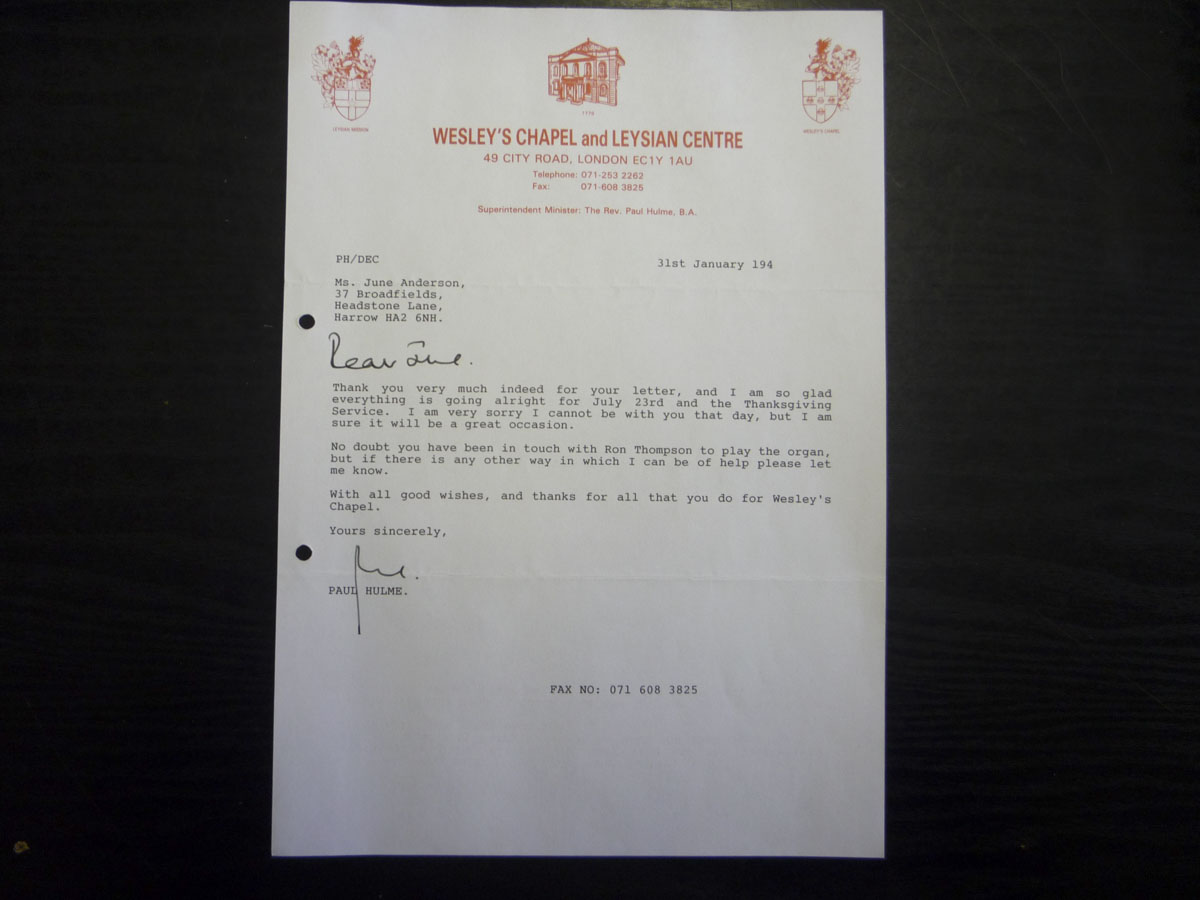 LEYSIAN MISSION
1778
WESLEY'S CHAPEL
WESLEY'S CHAPEL and LEYSIAN CENTRE
49 CITY ROAD, LONDON EC1Y 1AU
Telephone: 071-253 2262
Fax: 071-608 3825
Superintendent Minister: The Rev. Paul Hulme, B.A.
PH/DEC
31st January 194
Ms. June Anderson,
37 Broadfields,
Headstone Lane,
Harrow HA2 6NH.
Dear June.
Thank you very much indeed for your letter, and I am so glad
everything is going alright for July 23rd and the Thanksgiving
Service. I am very sorry I cannot be with you that day, but I am
sure it will be a great occasion.
No doubt you have been in touch with Ron Thompson to play the organ,
but if there is any other way in which I can be of help please let
me know.
With all good wishes, and thanks for all that you do for Wesley's
Chapel.
Yours sincerely,
PAUL HULME.
FAX NO: 071 608 3825